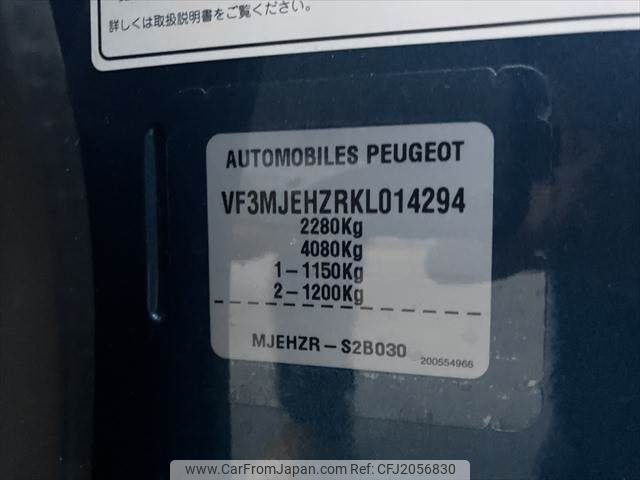 詳しくは取扱説明書をご覧ください。
AUTOMOBILES PEUGEOT
VF3MJEHZRKL014294
2280Kg
4080Kg
1-1150Kg
2-1200Kg
MJEHZR-S2B030
200554966
www.CarFromJapan.com | Ref:CFJ2056830